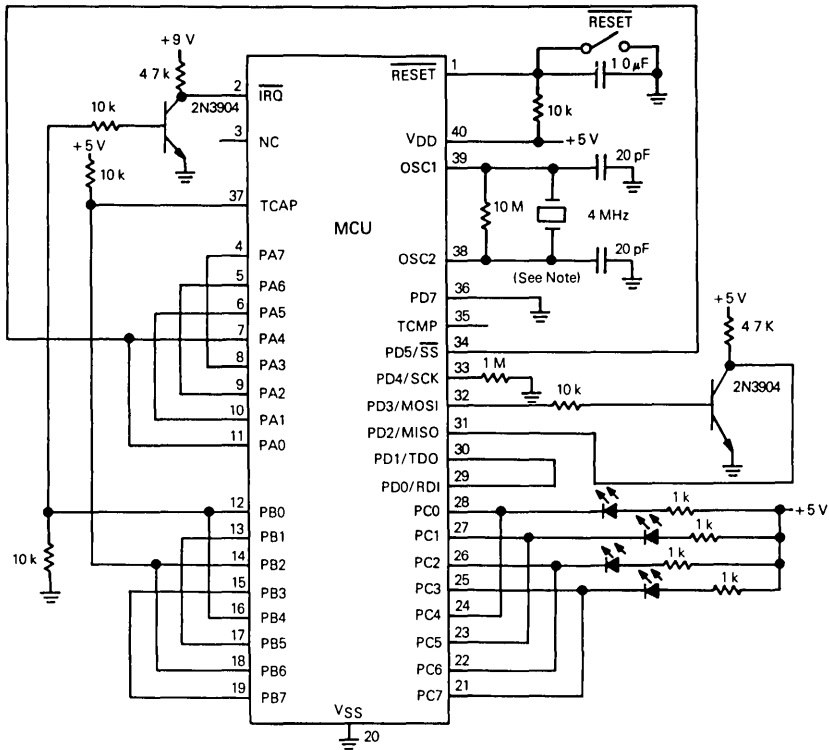 RESET
+9 V
4 7k
2
IRQ
2N3904
10 k
3
NC
+5 V
10 k
37
TCAP
MCU
4
PA7
5
PA6
6
PA5
7
PA4
8
PA3
9
PA2
10
PA1
11
PA0
12
PB0
13
PB1
14
PB2
15
PB3
16
PB4
17
PB5
18
PB6
19
PB7
10 k
VSS
20
RESET
1
1 0 µF
10 k
VDD
40
+5 V
OSC1
39
20 pF
10 M
4 MHz
OSC2
38
20 pF
(See Note)
PD7
36
TCMP
35
PD5/SS
34
PD4/SCK
33
1 M
PD3/MOSI
32
10 k
+5 V
4 7 K
2N3904
PD2/MISO
31
PD1/TDO
30
PD0/RDI
29
PC0
28
1 k
+5 V
PC1
27
1 k
PC2
26
1 k
PC3
25
1 k
PC4
24
PC5
23
PC6
22
PC7
21